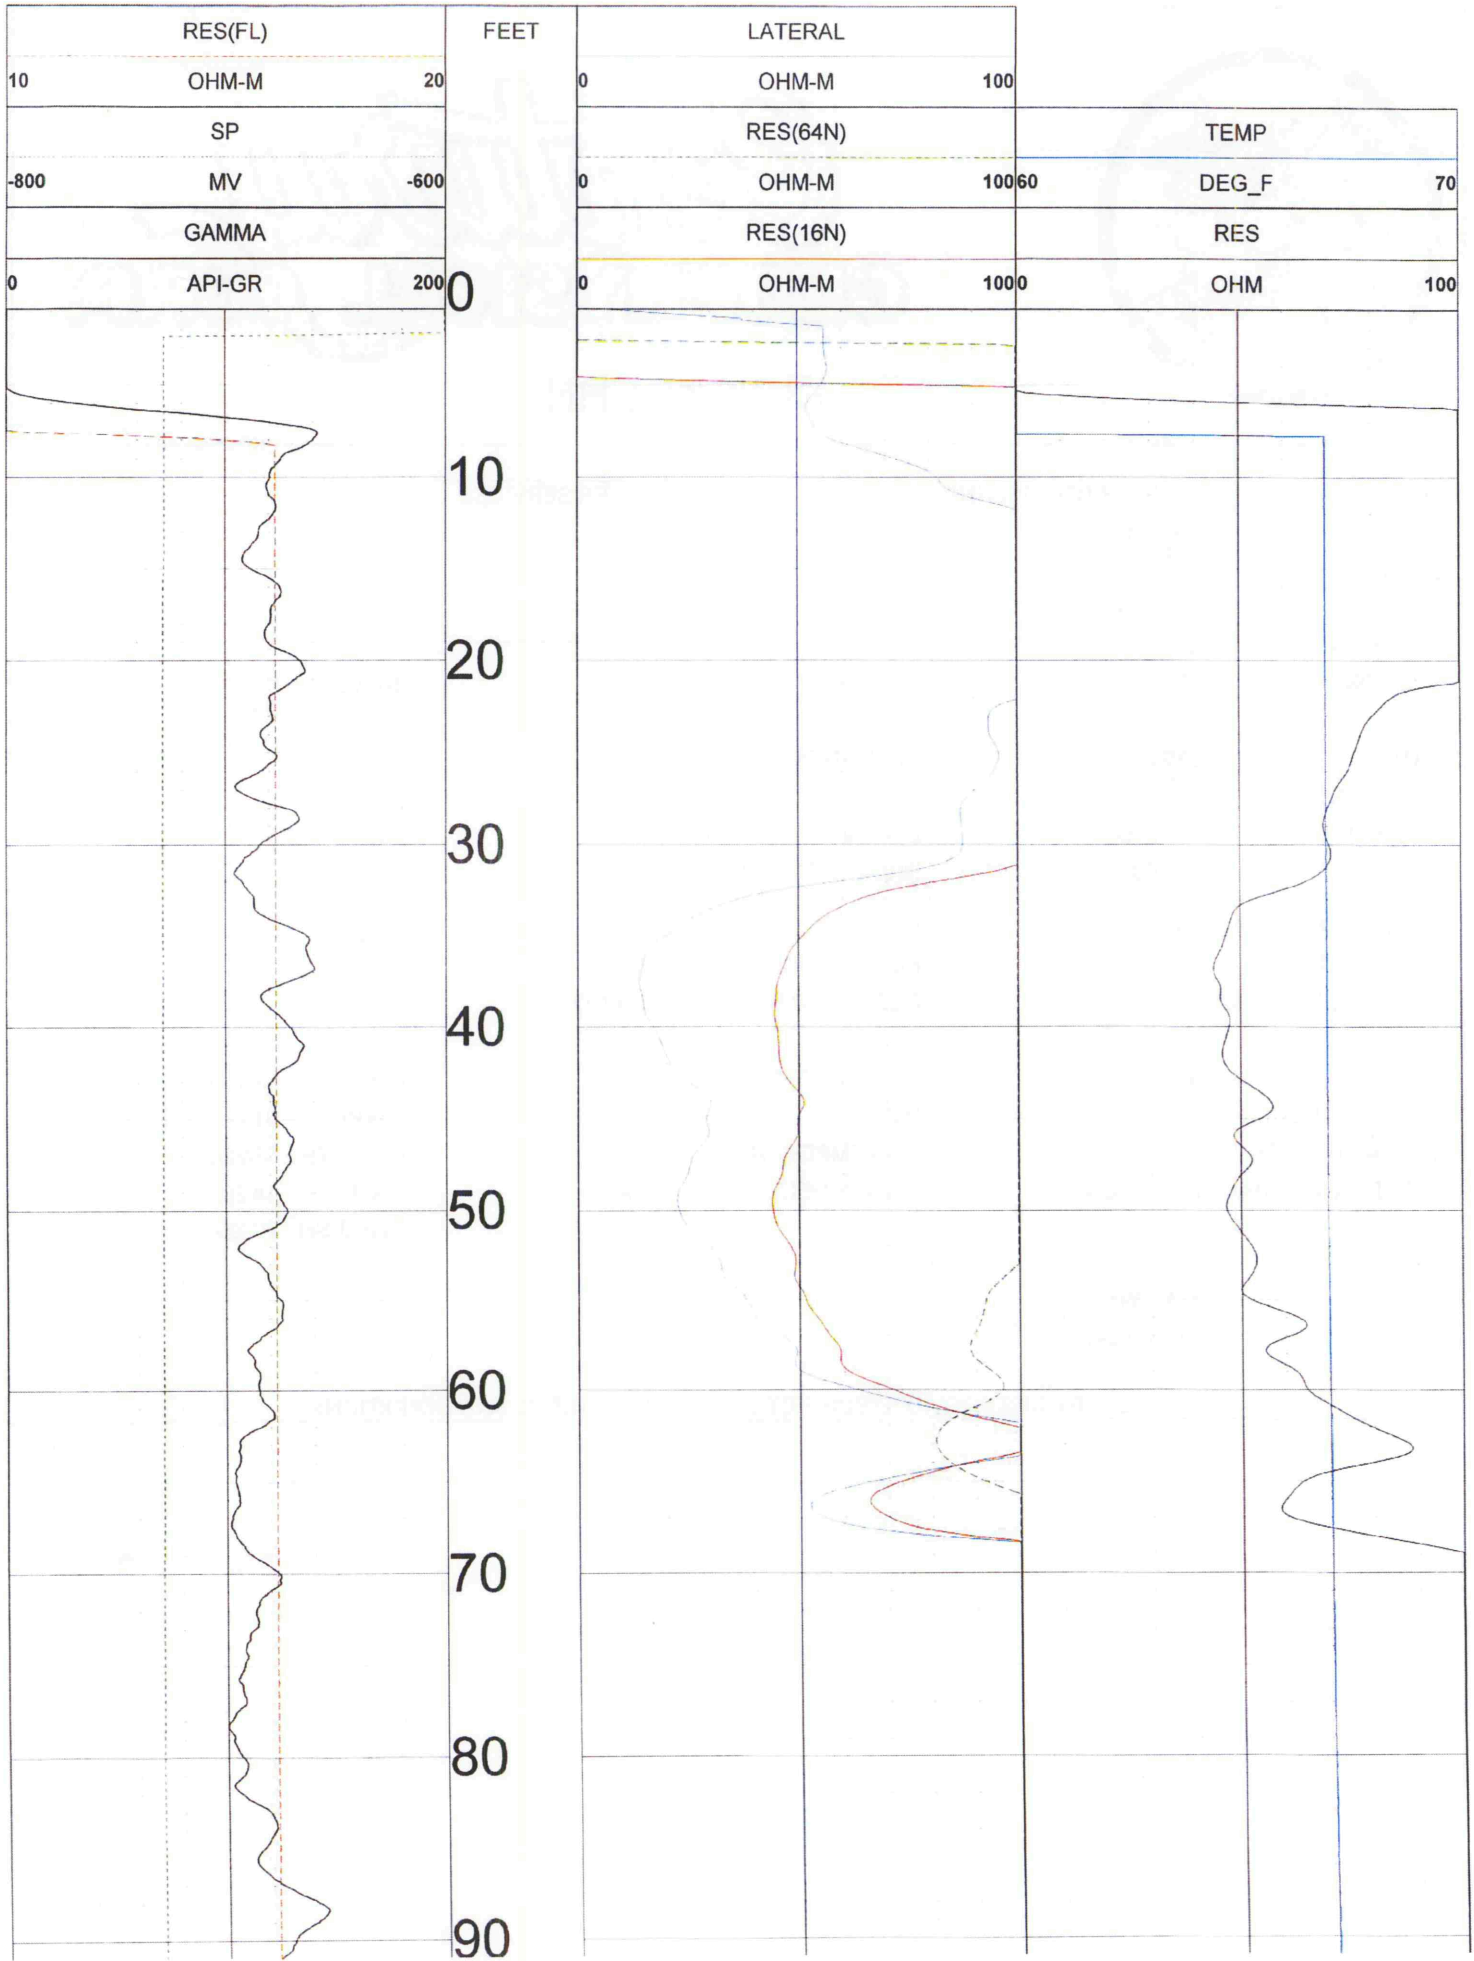 RES(FL) FEET LATERAL
10 OHM-M 20 0 OHM-M 100
SP RES(64N) TEMP
-800 MV -600 0 OHM-M 100 60 DEG_F 70
GAMMA RES(16N) RES
0 API-GR 200 0 0 OHM-M 100 0 OHM 100
10
20
30
40
50
60
70
80
90